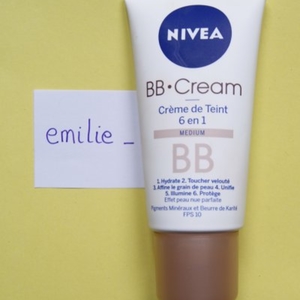 NIVEA
BB•Cream
Crème de Teint
6 en 1
MEDIUM
BB
1. Hydrate 2. Toucher velouté
3. Affine le grain de peau 4. Unifie
5. Illumine 6. Protège
Effet peau nue parfaite
Pigments Minéraux et Beurre de Karité
FPS 10
emilie_